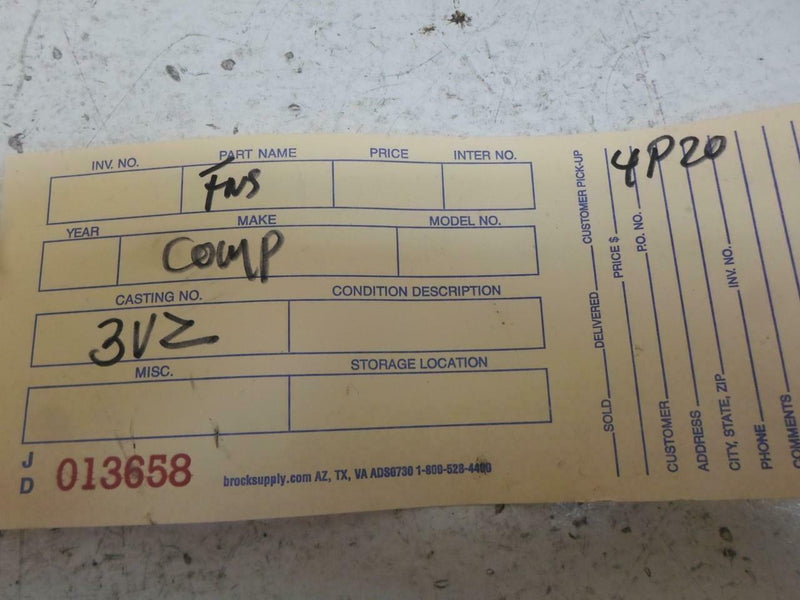 INV. NO. PART NAME PRICE INTER NO.
INS
YEAR MAKE MODEL NO.
COMP
CASTING NO. CONDITION DESCRIPTION
3VZ
MISC. STORAGE LOCATION
J D 013658
brocksupply.com AZ, TX, VA ADS0730 1-800-528-4400
4P20
SOLD DELIVERED CUSTOMER PICK-UP
PRICE $
P.O. NO.
CUSTOMER
ADDRESS
CITY, STATE, ZIP INV. NO.
PHONE
COMMENTS